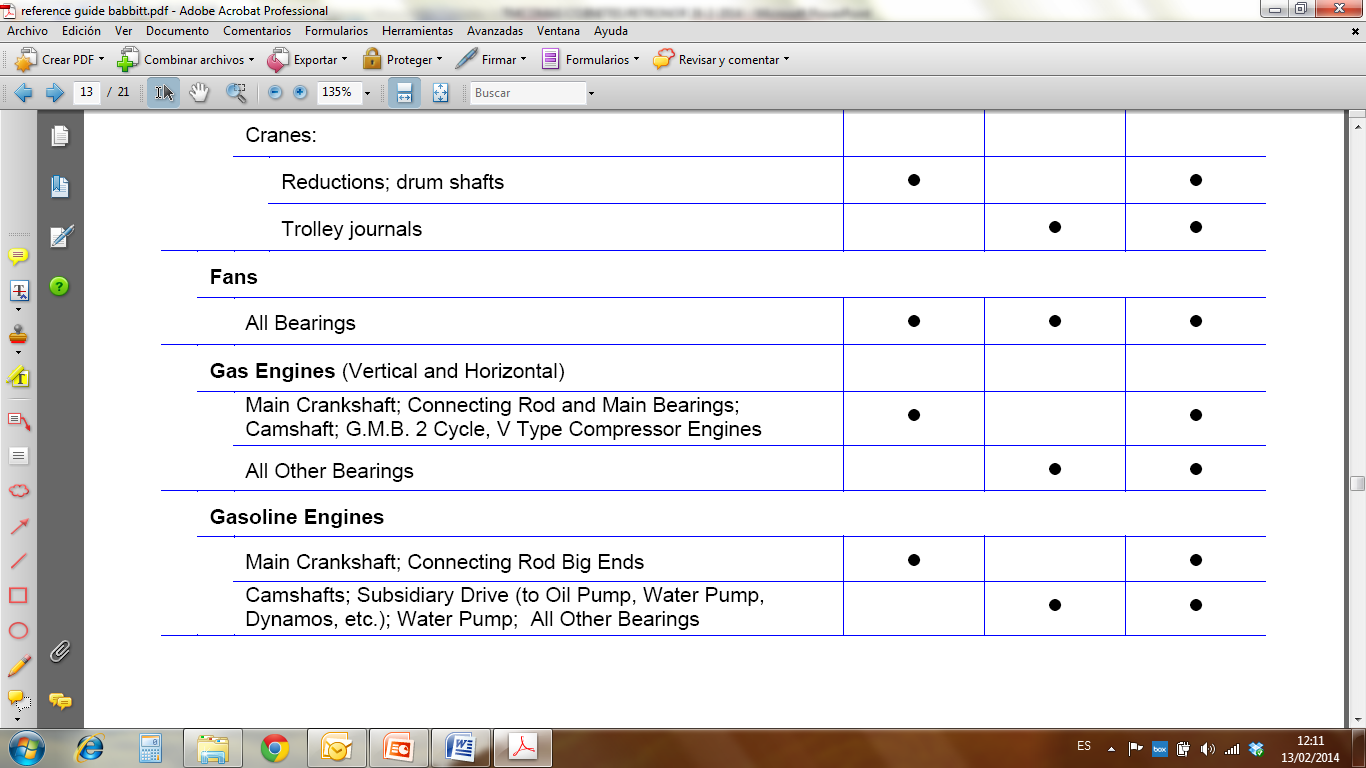 reference guide babbitt.pdf - Adobe Acrobat Professional
Archivo Edición Ver Documento Comentarios Formularios Herramientas Avanzadas Ventana Ayuda
Crear PDF Combinar archivos Exportar Proteger Firmar Formularios Revisar y comentar
13 / 21 135% Buscar
Cranes:
Reductions; drum shafts ● ●
Trolley journals ● ●
Fans
All Bearings ● ● ●
Gas Engines (Vertical and Horizontal)
Main Crankshaft; Connecting Rod and Main Bearings;
Camshaft; G.M.B. 2 Cycle, V Type Compressor Engines ● ●
All Other Bearings ● ●
Gasoline Engines
Main Crankshaft; Connecting Rod Big Ends ● ●
Camshafts; Subsidiary Drive (to Oil Pump, Water Pump,
Dynamos, etc.); Water Pump; All Other Bearings ● ●
ES box 12:11
13/02/2014